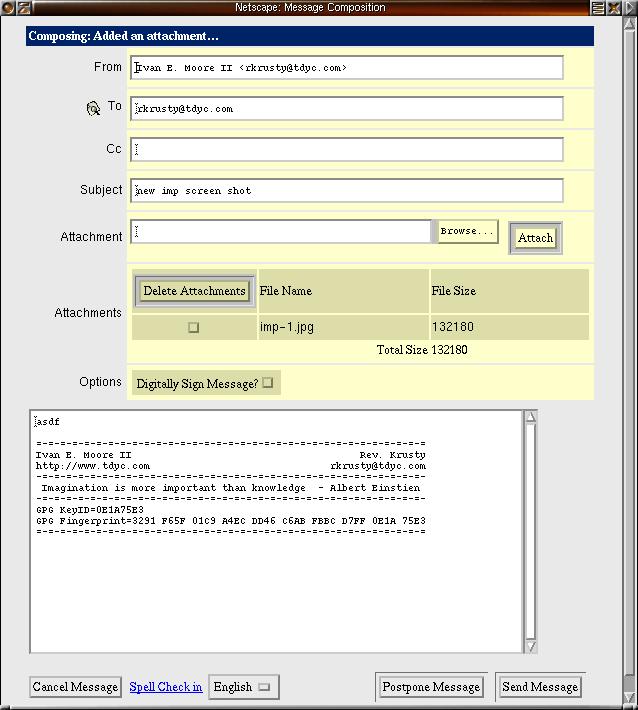 Netscape: Message Composition
Composing: Added an attachment...
From Ivan E. Moore II <rkrusty@tdyc.com>
To rkrusty@tdyc.com
Cc
Subject new imp screen shot
Attachment Browse... Attach
Attachments Delete Attachments File Name File Size
imp-1.jpg 132180
Total Size 132180
Options Digitally Sign Message?
asdf
-----------------------------------------------------------------
Ivan E. Moore II Rev. Krusty
http://www.tdyc.com rkrusty@tdyc.com
-----------------------------------------------------------------
Imagination is more important than knowledge - Albert Einstien
-----------------------------------------------------------------
GPG KeyID=0E1A75E3
GPG Fingerprint=3291 F65F 01C9 A4EC DD46 C6AB FBBC D7FF 0E1A 75E3
=================================================================
Cancel Message Spell Check in English Postpone Message Send Message